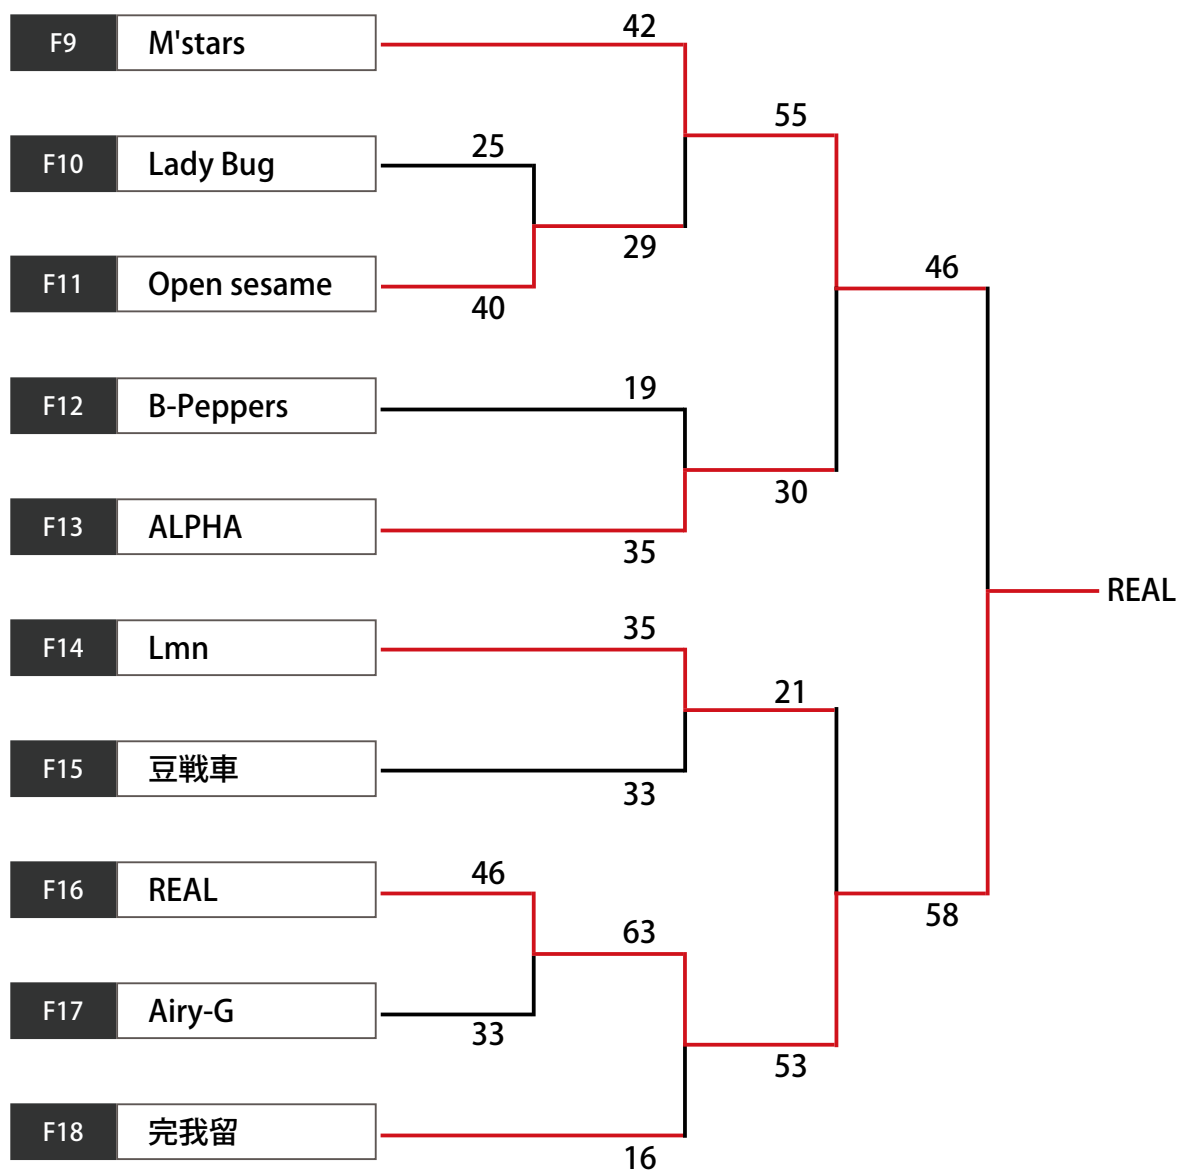 F9 M'stars 42
55
F10 Lady Bug 25
29
F11 Open sesame 40
46
F12 B-Peppers 19
30
F13 ALPHA 35
REAL
F14 Lmn 35
21
F15 豆戦車 33
F16 REAL 46
58
63
F17 Airy-G 33
53
F18 完我留 16